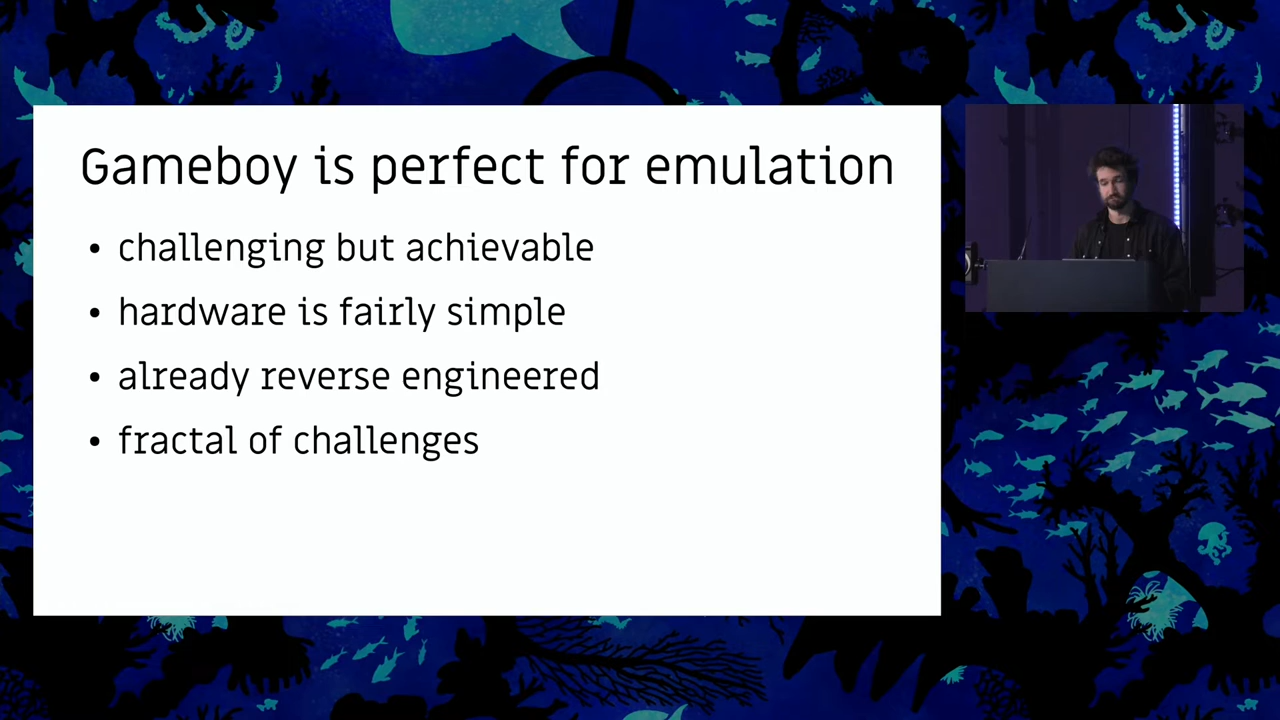 Gameboy is perfect for emulation
• challenging but achievable
• hardware is fairly simple
• already reverse engineered
• fractal of challenges